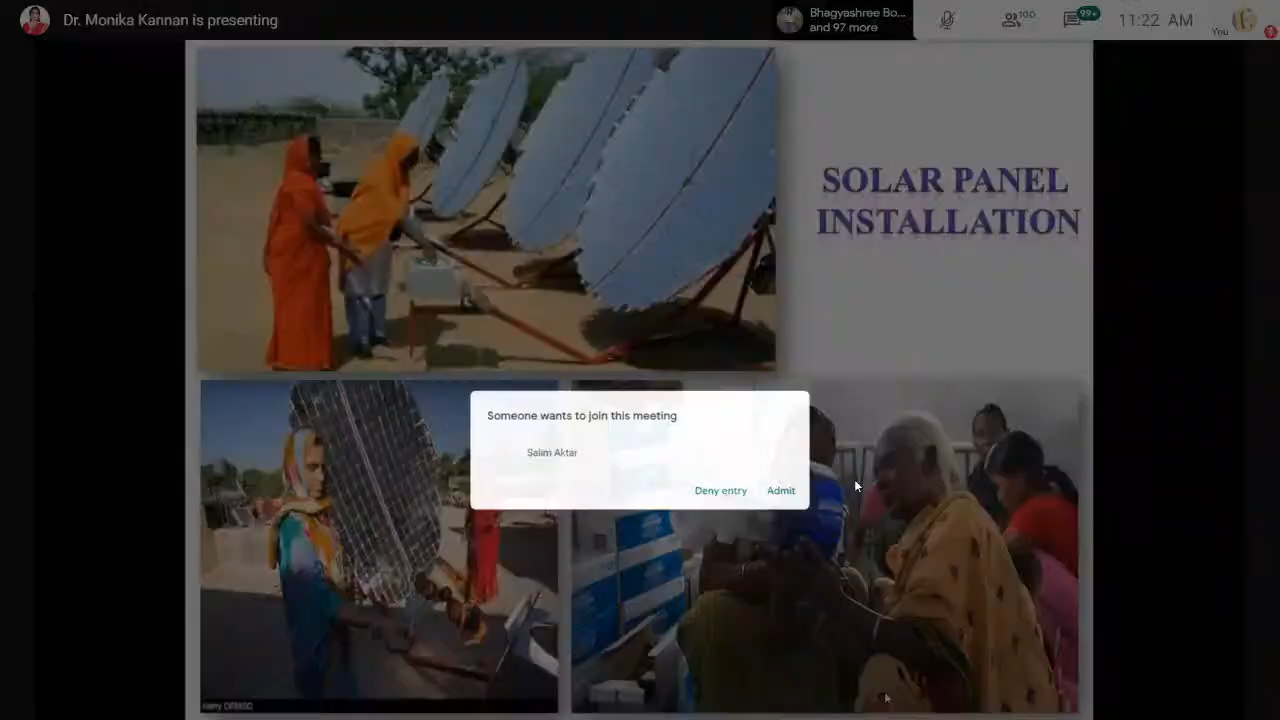 Dr. Monika Kannan is presenting
Bhagyashree Bo...
and 97 more
100
99+
11:22 AM
You
SOLAR PANEL
INSTALLATION
Someone wants to join this meeting
Salim Aktar
Deny entry
Admit